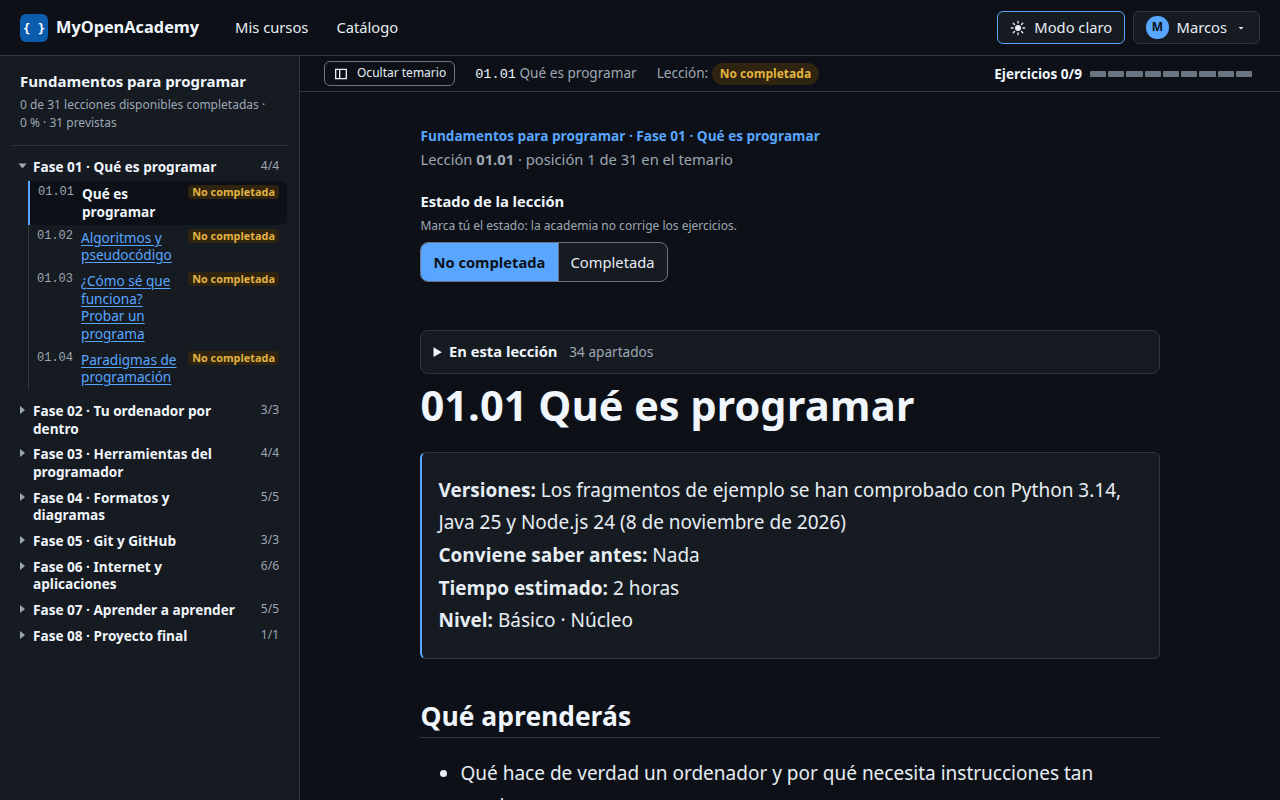 { } MyOpenAcademy Mis cursos Catálogo Modo claro M Marcos
Fundamentos para programar
0 de 31 lecciones disponibles completadas ·
0 % · 31 previstas
Fase 01 · Qué es programar 4/4
01.01 Qué es programar No completada
01.02 Algoritmos y pseudocódigo No completada
01.03 ¿Cómo sé que funciona? Probar un programa No completada
01.04 Paradigmas de programación No completada
Fase 02 · Tu ordenador por dentro 3/3
Fase 03 · Herramientas del programador 4/4
Fase 04 · Formatos y diagramas 5/5
Fase 05 · Git y GitHub 3/3
Fase 06 · Internet y aplicaciones 6/6
Fase 07 · Aprender a aprender 5/5
Fase 08 · Proyecto final 1/1
Ocultar temario 01.01 Qué es programar Lección: No completada Ejercicios 0/9
Fundamentos para programar · Fase 01 · Qué es programar
Lección 01.01 · posición 1 de 31 en el temario
Estado de la lección
Marca tú el estado: la academia no corrige los ejercicios.
No completada Completada
En esta lección 34 apartados
01.01 Qué es programar
Versiones: Los fragmentos de ejemplo se han comprobado con Python 3.14,
Java 25 y Node.js 24 (8 de noviembre de 2026)
Conviene saber antes: Nada
Tiempo estimado: 2 horas
Nivel: Básico · Núcleo
Qué aprenderás
Qué hace de verdad un ordenador y por qué necesita instrucciones tan